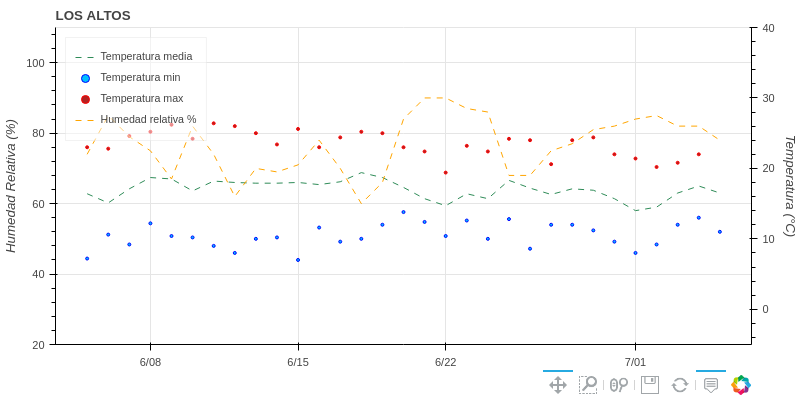 LOS ALTOS
Temperatura media
Temperatura min
Temperatura max
Humedad relativa %
Humedad Relativa (%)
100
80
60
40
20
40
30
20
10
0
Temperatura (°C)
6/08
6/15
6/22
7/01